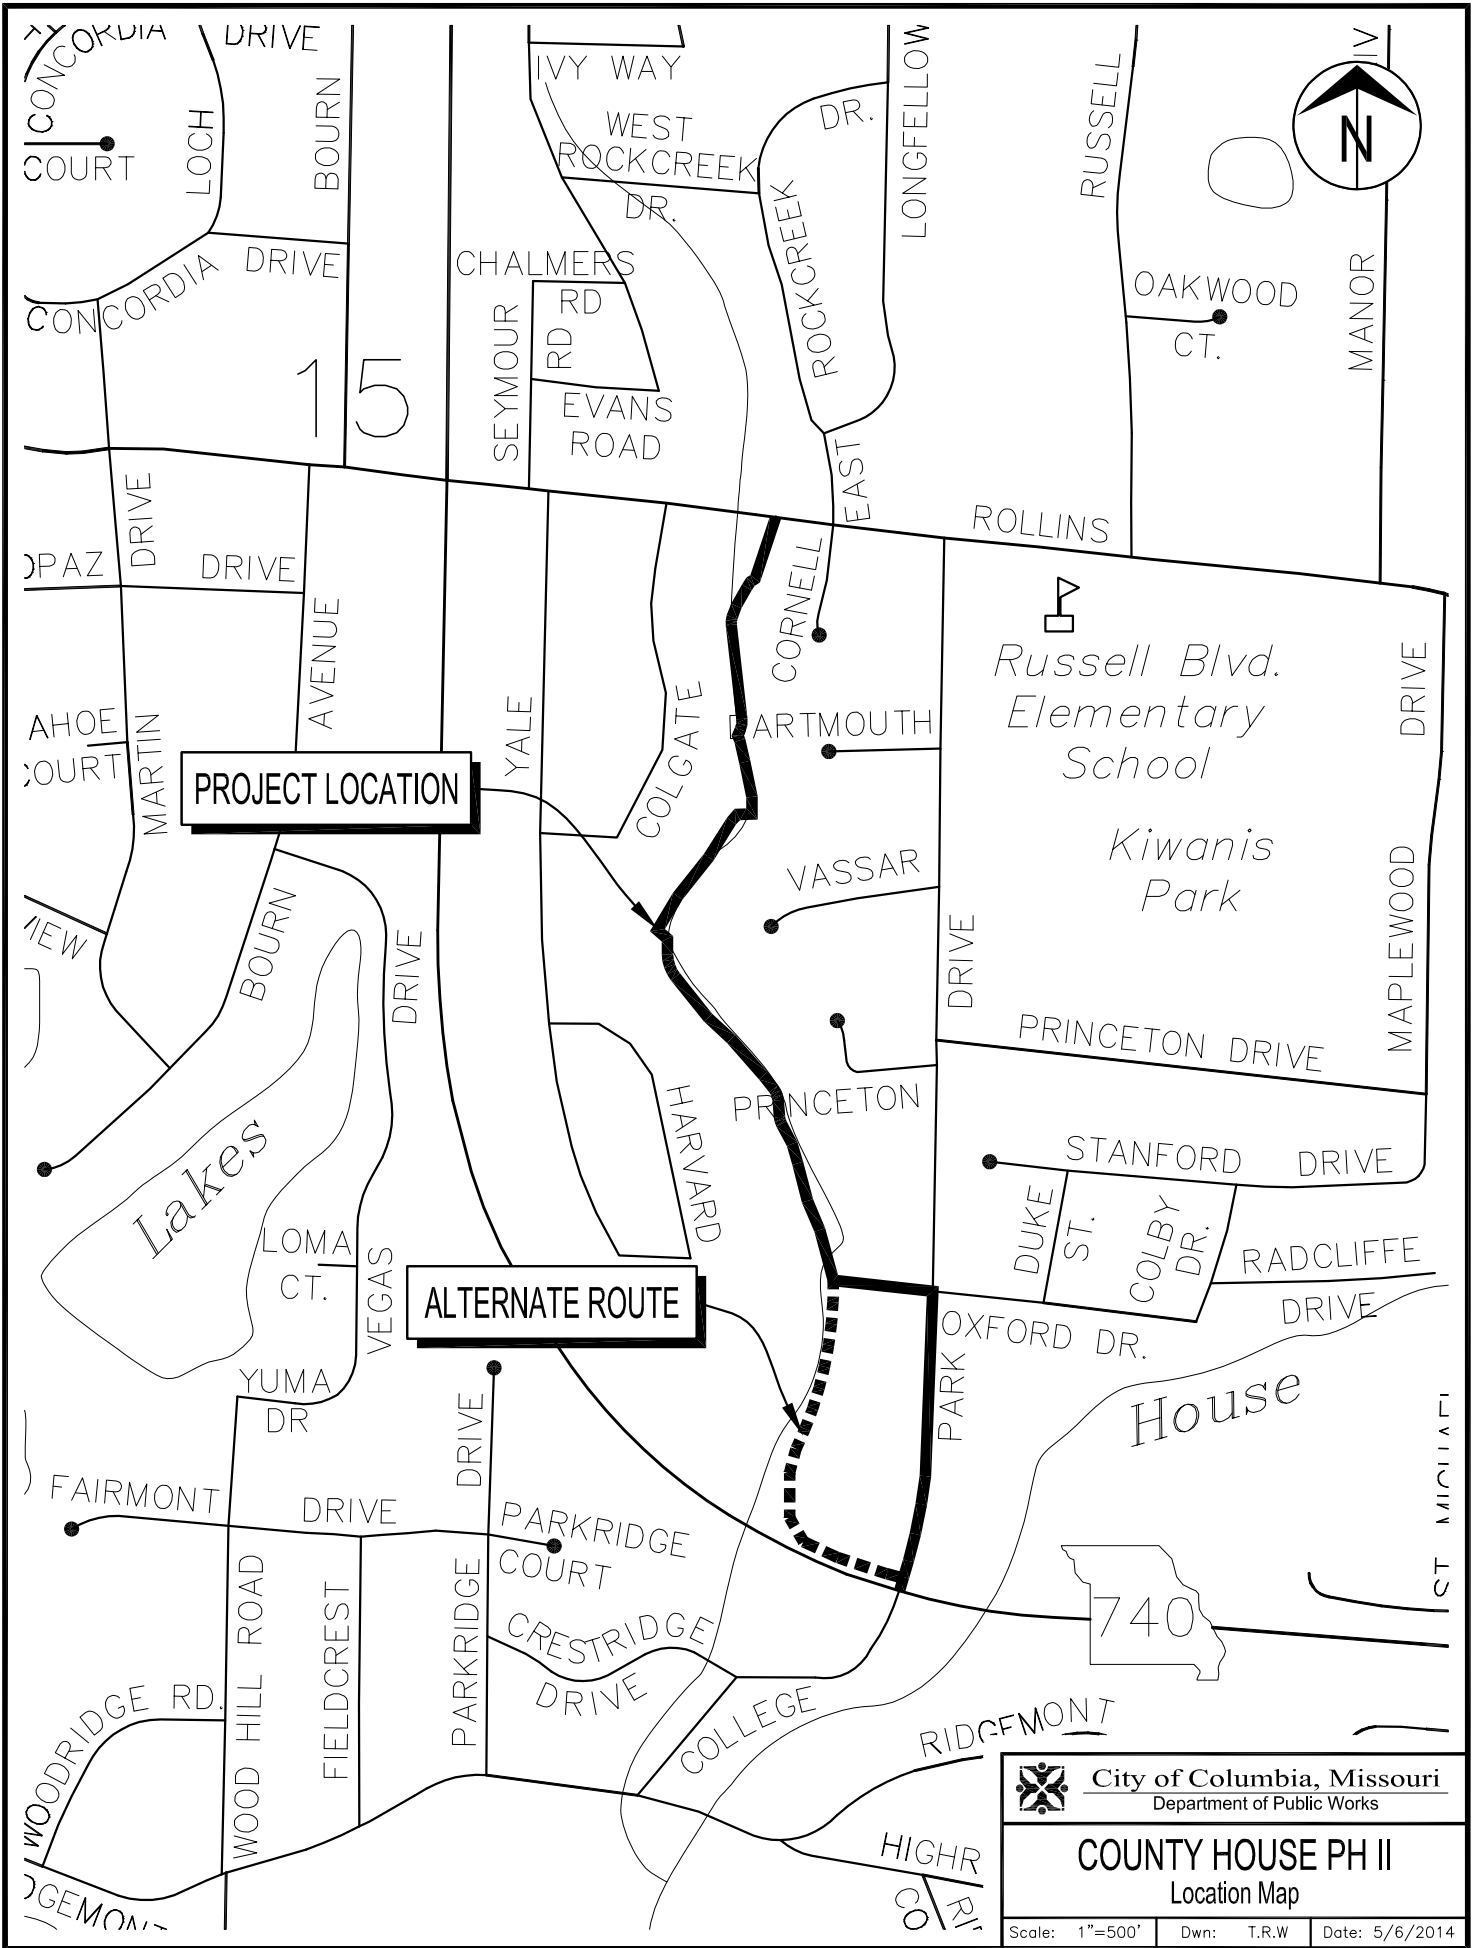 CONCORDIA
DRIVE
COURT
LOCH
BOURN
IVY WAY
WEST
ROCKCREEK
DR.
DR.
ROCKCREEK
LONGFELLOW
RUSSELL
N
MANOR
CONCORDIA
DRIVE
CHALMERS
RD
SEYMOUR
RD
EVANS
ROAD
OAKWOOD
CT.
15
EAST
ROLLINS
DRIVE
OPAZ
DRIVE
AVENUE
CORNELL
Russell Blvd.
Elementary
School
DRIVE
AHOE
COURT
MARTIN
YALE
COLGATE
DARTMOUTH
PROJECT LOCATION
Kiwanis
Park
VASSAR
MAPLEWOOD
VIEW
BOURN
DRIVE
DRIVE
PRINCETON DRIVE
PRINCETON
HARVARD
Lakes
STANFORD DRIVE
DUKE
ST.
COLBY
DR.
RADCLIFFE
DRIVE
LOMA
CT.
VEGAS
ALTERNATE ROUTE
OXFORD DR.
PARK
House
YUMA
DR
DRIVE
FAIRMONT
DRIVE
PARKRIDGE
COURT
WOOD HILL ROAD
FIELDCREST
PARKRIDGE
CRESTRIDGE
DRIVE
740
WOODRIDGE RD.
COLLEGE
RIDGEMONT
DGEMONT
HIGHR
CO
City of Columbia, Missouri
Department of Public Works
COUNTY HOUSE PH II
Location Map
Scale: 1"=500' Dwn: T.R.W Date: 5/6/2014